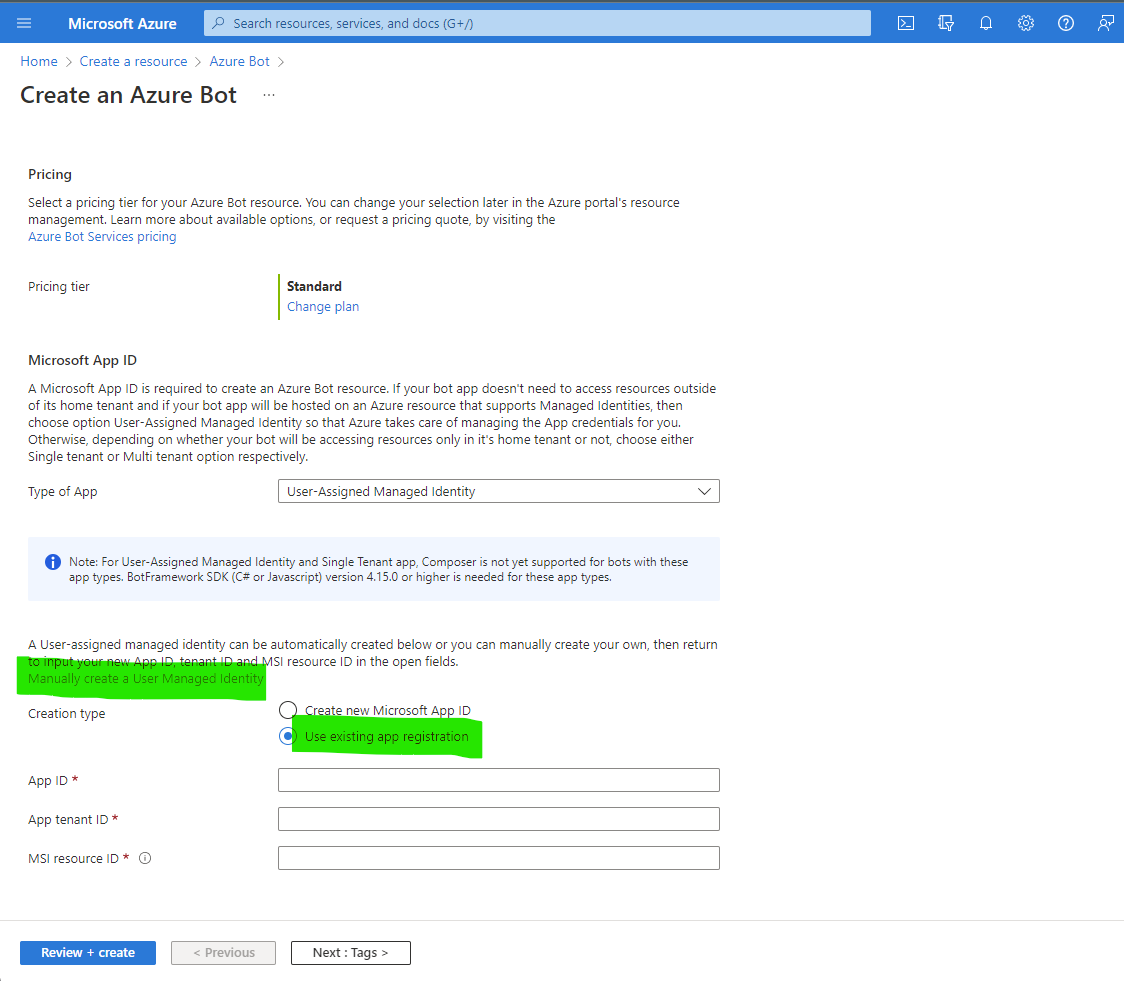 Microsoft Azure
Search resources, services, and docs (G+/)
Home > Create a resource > Azure Bot >
Create an Azure Bot ...
Pricing
Select a pricing tier for your Azure Bot resource. You can change your selection later in the Azure portal's resource
management. Learn more about available options, or request a pricing quote, by visiting the
Azure Bot Services pricing
Pricing tier
Standard
Change plan
Microsoft App ID
A Microsoft App ID is required to create an Azure Bot resource. If your bot app doesn't need to access resources outside
of its home tenant and if your bot app will be hosted on an Azure resource that supports Managed Identities, then
choose option User-Assigned Managed Identity so that Azure takes care of managing the App credentials for you.
Otherwise, depending on whether your bot will be accessing resources only in it's home tenant or not, choose either
Single tenant or Multi tenant option respectively.
Type of App
User-Assigned Managed Identity
Note: For User-Assigned Managed Identity and Single Tenant app, Composer is not yet supported for bots with these
app types. BotFramework SDK (C# or Javascript) version 4.15.0 or higher is needed for these app types.
A User-assigned managed identity can be automatically created below or you can manually create your own, then return
to input your new App ID, tenant ID and MSI resource ID in the open fields.
Manually create a User Managed Identity
Creation type
Create new Microsoft App ID
Use existing app registration
App ID *
App tenant ID *
MSI resource ID *
Review + create
< Previous
Next : Tags >